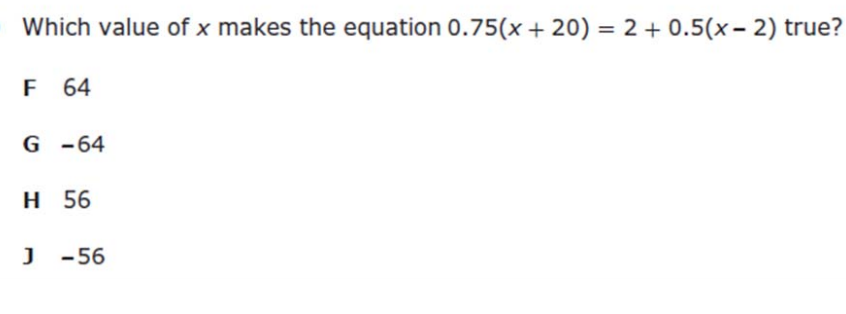 Which value of x makes the equation 0.75(x + 20) = 2 + 0.5(x – 2) true?
F 64
G –64
H 56
J –56